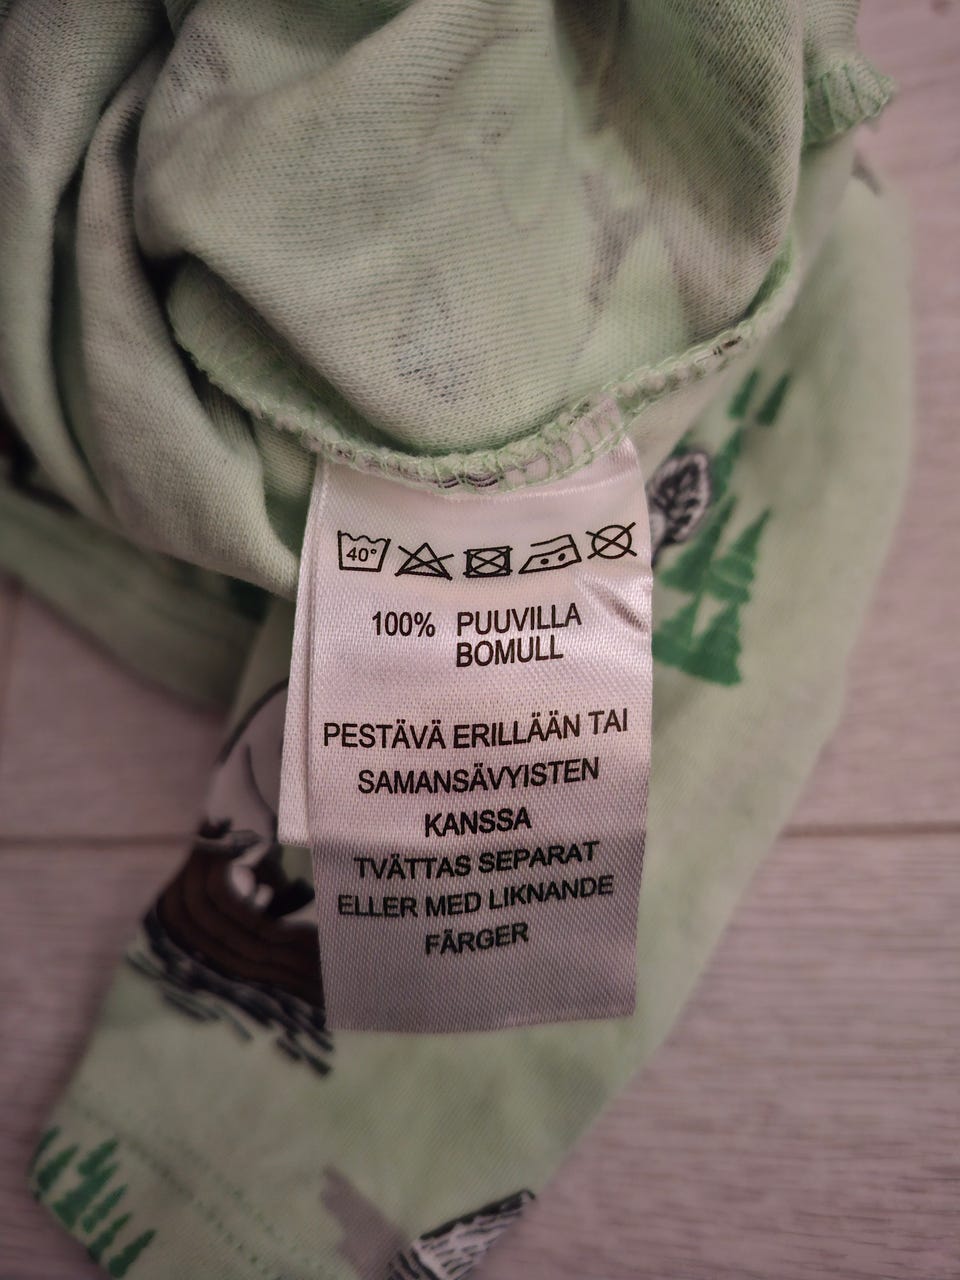 40°
100% PUUVILLA
BOMULL
PESTÄVÄ ERILLÄÄN TAI
SAMANSÄVYISTEN
KANSSA
TVÄTTAS SEPARAT
ELLER MED LIKNANDE
FÄRGER